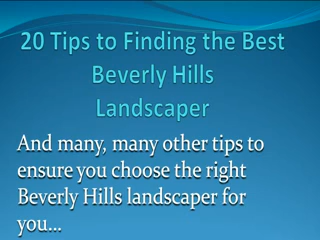 20 Tips to Finding the Best
Beverly Hills
Landscaper
And many, many other tips to
ensure you choose the right
Beverly Hills landscaper for
you...